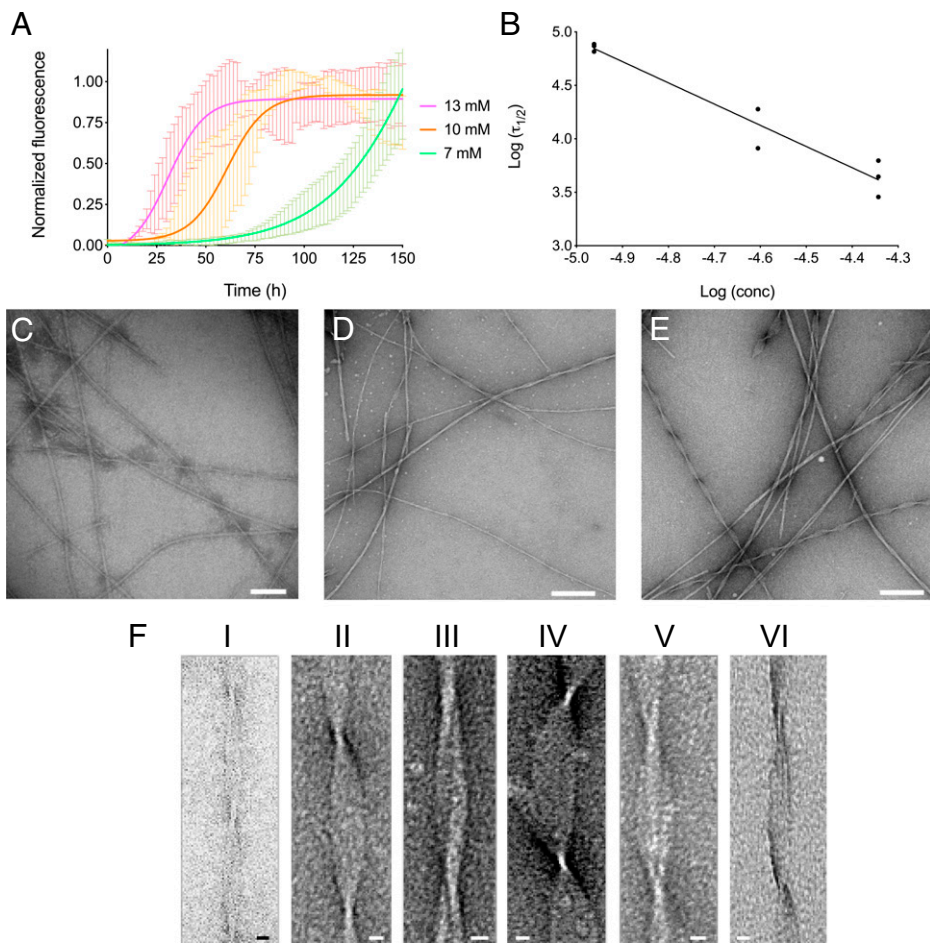 A
Normalized fluorescence
1.00
0.75
0.50
0.25
0.00
0 25 50 75 100 125 150
Time (h)
13 mM
10 mM
7 mM
B
Log (τ1/2)
5.0
4.5
4.0
3.5
3.0
-5.0 -4.9 -4.8 -4.7 -4.6 -4.5 -4.4 -4.3
Log (conc)
C D E
F I II III IV V VI